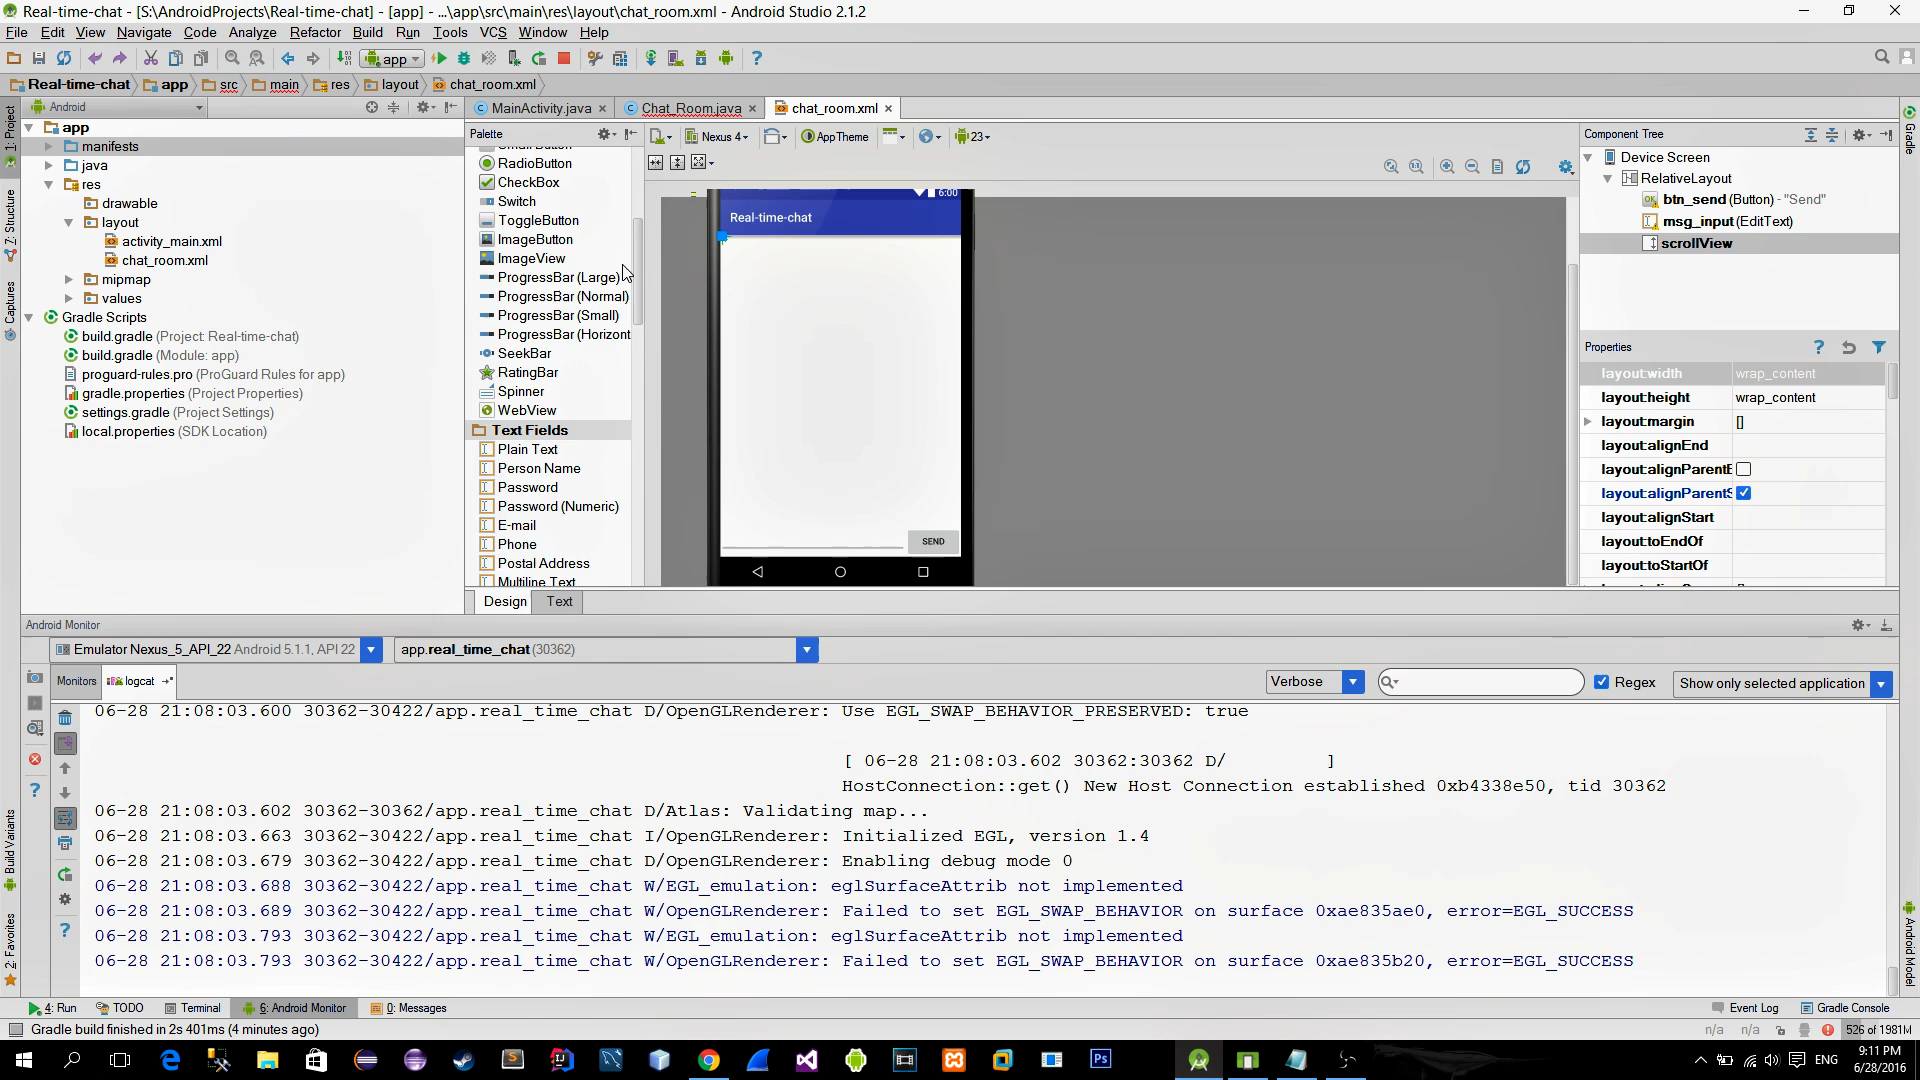 Real-time-chat - [S:\AndroidProjects\Real-time-chat] - [app] - ...\app\src\main\res\layout\chat_room.xml - Android Studio 2.1.2
File Edit View Navigate Code Analyze Refactor Build Run Tools VCS Window Help
app
Real-time-chat app src main res layout chat_room.xml
Android
MainActivity.java Chat_Room.java chat_room.xml
1: Project
Z: Structure
Captures
Build Variants
2: Favorites
app
manifests
java
res
drawable
layout
activity_main.xml
chat_room.xml
mipmap
values
Gradle Scripts
build.gradle (Project: Real-time-chat)
build.gradle (Module: app)
proguard-rules.pro (ProGuard Rules for app)
gradle.properties (Project Properties)
settings.gradle (Project Settings)
local.properties (SDK Location)
Palette
RadioButton
CheckBox
Switch
ToggleButton
ImageButton
ImageView
ProgressBar (Large)
ProgressBar (Normal)
ProgressBar (Small)
ProgressBar (Horizont
SeekBar
RatingBar
Spinner
WebView
Text Fields
Plain Text
Person Name
Password
Password (Numeric)
E-mail
Phone
Postal Address
Multiline Text
Design Text
Nexus 4 AppTheme 23
6:00
Real-time-chat
SEND
Component Tree
Device Screen
RelativeLayout
btn_send (Button) - "Send"
msg_input (EditText)
scrollView
Properties
layout:width wrap_content
layout:height wrap_content
layout:margin []
layout:alignEnd
layout:alignParentE
layout:alignParentS
layout:alignStart
layout:toEndOf
layout:toStartOf
Gradle
Android Model
Android Monitor
Emulator Nexus_5_API_22 Android 5.1.1, API 22 app.real_time_chat (30362)
Monitors logcat Verbose Regex Show only selected application
06-28 21:08:03.600 30362-30422/app.real_time_chat D/OpenGLRenderer: Use EGL_SWAP_BEHAVIOR_PRESERVED: true
[ 06-28 21:08:03.602 30362:30362 D/ ]
HostConnection::get() New Host Connection established 0xb4338e50, tid 30362
06-28 21:08:03.602 30362-30362/app.real_time_chat D/Atlas: Validating map...
06-28 21:08:03.663 30362-30422/app.real_time_chat I/OpenGLRenderer: Initialized EGL, version 1.4
06-28 21:08:03.679 30362-30422/app.real_time_chat D/OpenGLRenderer: Enabling debug mode 0
06-28 21:08:03.688 30362-30422/app.real_time_chat W/EGL_emulation: eglSurfaceAttrib not implemented
06-28 21:08:03.689 30362-30422/app.real_time_chat W/OpenGLRenderer: Failed to set EGL_SWAP_BEHAVIOR on surface 0xae835ae0, error=EGL_SUCCESS
06-28 21:08:03.793 30362-30422/app.real_time_chat W/EGL_emulation: eglSurfaceAttrib not implemented
06-28 21:08:03.793 30362-30422/app.real_time_chat W/OpenGLRenderer: Failed to set EGL_SWAP_BEHAVIOR on surface 0xae835b20, error=EGL_SUCCESS
4: Run TODO Terminal 6: Android Monitor 0: Messages Event Log Gradle Console
Gradle build finished in 2s 401ms (4 minutes ago) n/a n/a 526 of 1981M
Ps
ENG
9:11 PM
6/28/2016